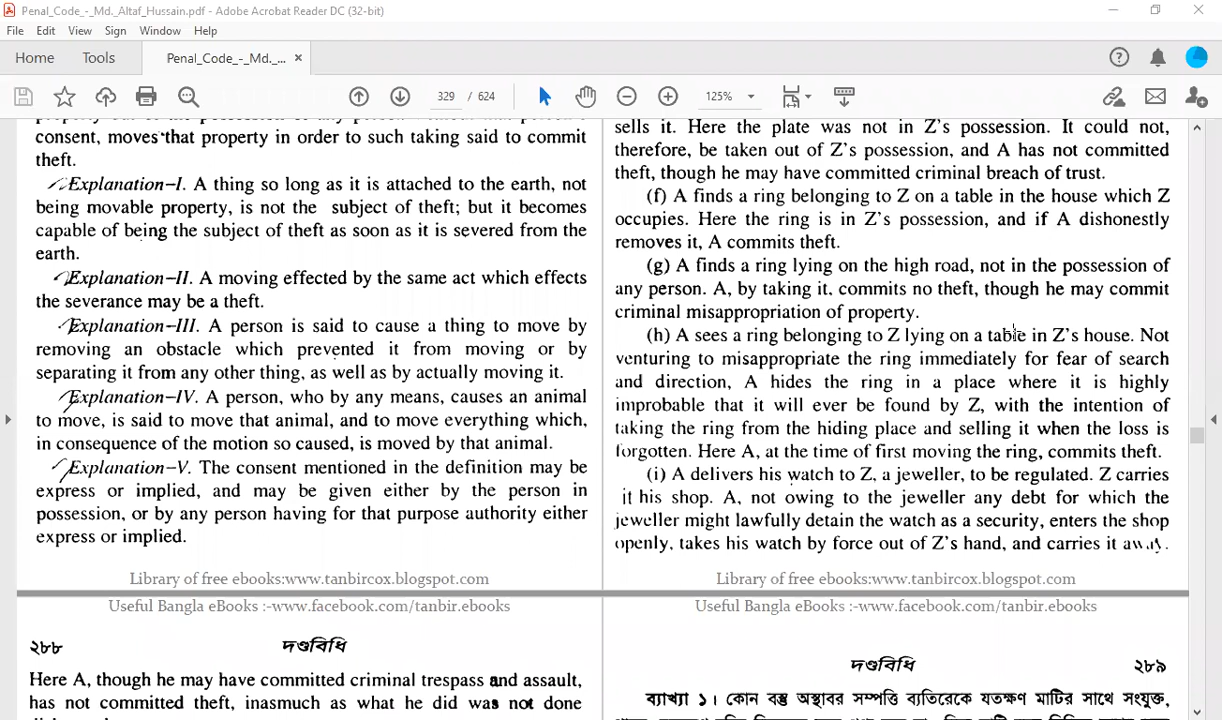 Penal_Code_-_Md._Altaf_Hussain.pdf - Adobe Acrobat Reader DC (32-bit)
File Edit View Sign Window Help
Home Tools Penal_Code_-_Md._... ×
329 / 624 125%
consent, moves that property in order to such taking said to commit
theft.
Explanation–I. A thing so long as it is attached to the earth, not
being movable property, is not the subject of theft; but it becomes
capable of being the subject of theft as soon as it is severed from the
earth.
Explanation–II. A moving effected by the same act which effects
the severance may be a theft.
Explanation–III. A person is said to cause a thing to move by
removing an obstacle which prevented it from moving or by
separating it from any other thing, as well as by actually moving it.
Explanation–IV. A person, who by any means, causes an animal
to move, is said to move that animal, and to move everything which,
in consequence of the motion so caused, is moved by that animal.
Explanation–V. The consent mentioned in the definition may be
express or implied, and may be given either by the person in
possession, or by any person having for that purpose authority either
express or implied.
Library of free ebooks:www.tanbircox.blogspot.com
sells it. Here the plate was not in Z's possession. It could not,
therefore, be taken out of Z's possession, and A has not committed
theft, though he may have committed criminal breach of trust.
(f) A finds a ring belonging to Z on a table in the house which Z
occupies. Here the ring is in Z's possession, and if A dishonestly
removes it, A commits theft.
(g) A finds a ring lying on the high road, not in the possession of
any person. A, by taking it, commits no theft, though he may commit
criminal misappropriation of property.
(h) A sees a ring belonging to Z lying on a table in Z's house. Not
venturing to misappropriate the ring immediately for fear of search
and direction, A hides the ring in a place where it is highly
improbable that it will ever be found by Z, with the intention of
taking the ring from the hiding place and selling it when the loss is
forgotten. Here A, at the time of first moving the ring, commits theft.
(i) A delivers his watch to Z, a jeweller, to be regulated. Z carries
it his shop. A, not owing to the jeweller any debt for which the
jeweller might lawfully detain the watch as a security, enters the shop
openly, takes his watch by force out of Z's hand, and carries it away.
Library of free ebooks:www.tanbircox.blogspot.com
Useful Bangla eBooks :-www.facebook.com/tanbir.ebooks
২৮৮ দণ্ডবিধি
Here A, though he may have committed criminal trespass and assault,
has not committed theft, inasmuch as what he did was not done
Useful Bangla eBooks :-www.facebook.com/tanbir.ebooks
দণ্ডবিধি ২৮৯
ব্যাখ্যা ১। কোন বস্তু অস্থাবর সম্পত্তি ব্যতিরেকে যতক্ষণ মাটির সাথে সংযুক্ত,